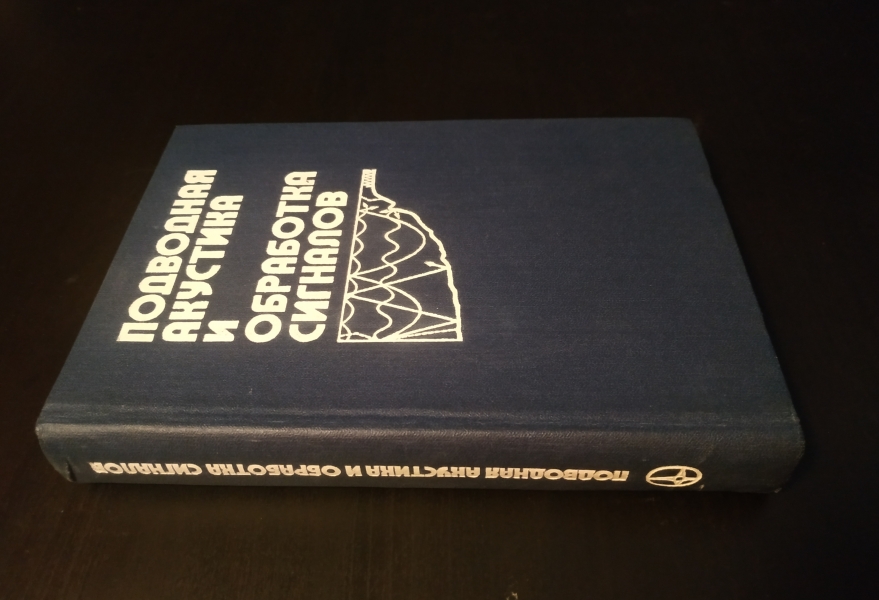 ПОДВОДНАЯ
АКУСТИКА
И
ОБРАБОТКА
СИГНАЛОВ
ПОДВОДНАЯ АКУСТИКА И ОБРАБОТКА СИГНАЛОВ